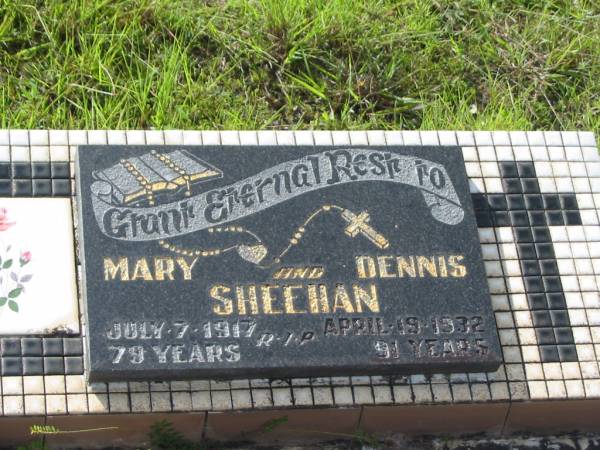 Grant Eternal Rest to
MARY AND DENNIS
SHEEHAN
JULY-7-1917 R.I.P. APRIL-19-1932
79 YEARS 91 YEARS